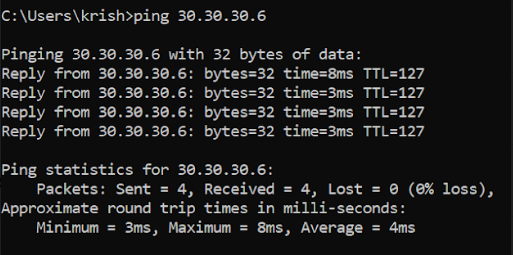 C:\Users\krish>ping 30.30.30.6
Pinging 30.30.30.6 with 32 bytes of data:
Reply from 30.30.30.6: bytes=32 time=8ms TTL=127
Reply from 30.30.30.6: bytes=32 time=3ms TTL=127
Reply from 30.30.30.6: bytes=32 time=3ms TTL=127
Reply from 30.30.30.6: bytes=32 time=3ms TTL=127
Ping statistics for 30.30.30.6:
    Packets: Sent = 4, Received = 4, Lost = 0 (0% loss),
Approximate round trip times in milli-seconds:
    Minimum = 3ms, Maximum = 8ms, Average = 4ms